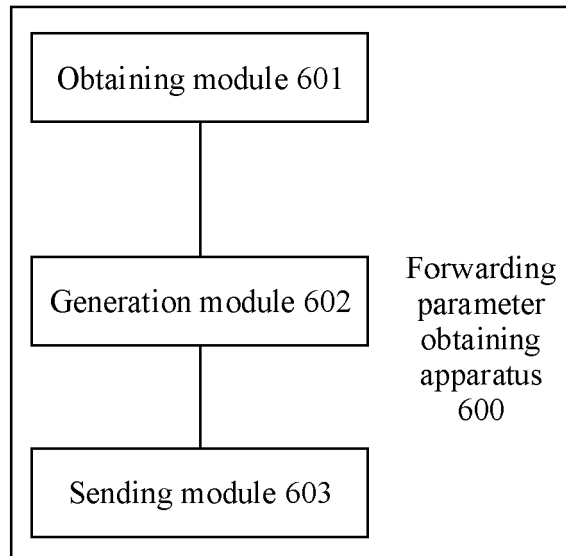 Obtaining module 601
Generation module 602
Forwarding
parameter
obtaining
apparatus
600
Sending module 603